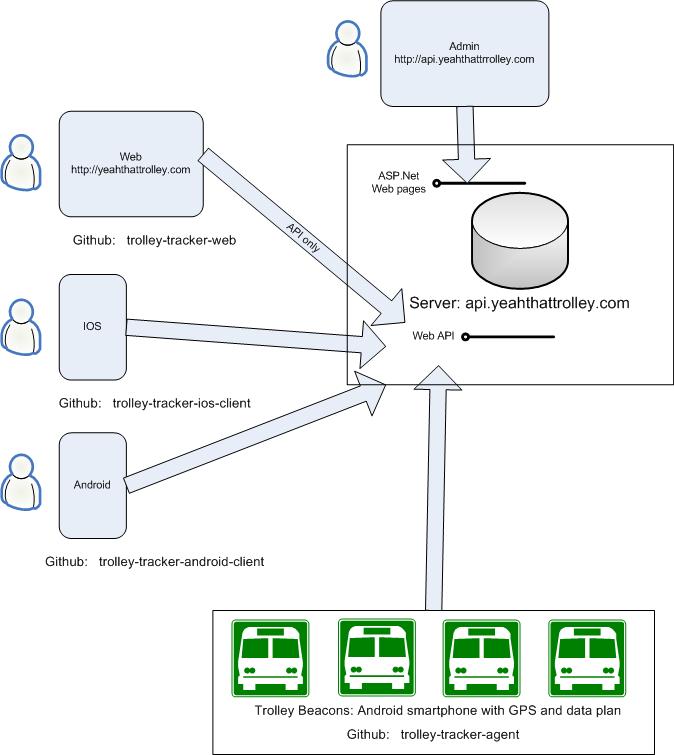 Admin
http://api.yeahthattrrolley.com
Web
http://yeahthattrolley.com
Github: trolley-tracker-web
API only
ASP.Net
Web pages
Server: api.yeahthattrolley.com
Web API
IOS
Github: trolley-tracker-ios-client
Android
Github: trolley-tracker-android-client
Trolley Beacons: Android smartphone with GPS and data plan
Github: trolley-tracker-agent